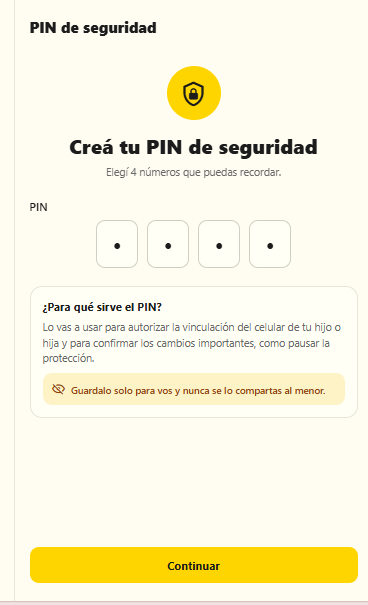 PIN de seguridad
Creá tu PIN de seguridad
Elegí 4 números que puedas recordar.
PIN
¿Para qué sirve el PIN?
Lo vas a usar para autorizar la vinculación del celular de tu hijo o
hija y para confirmar los cambios importantes, como pausar la
protección.
Guardalo solo para vos y nunca se lo compartas al menor.
Continuar